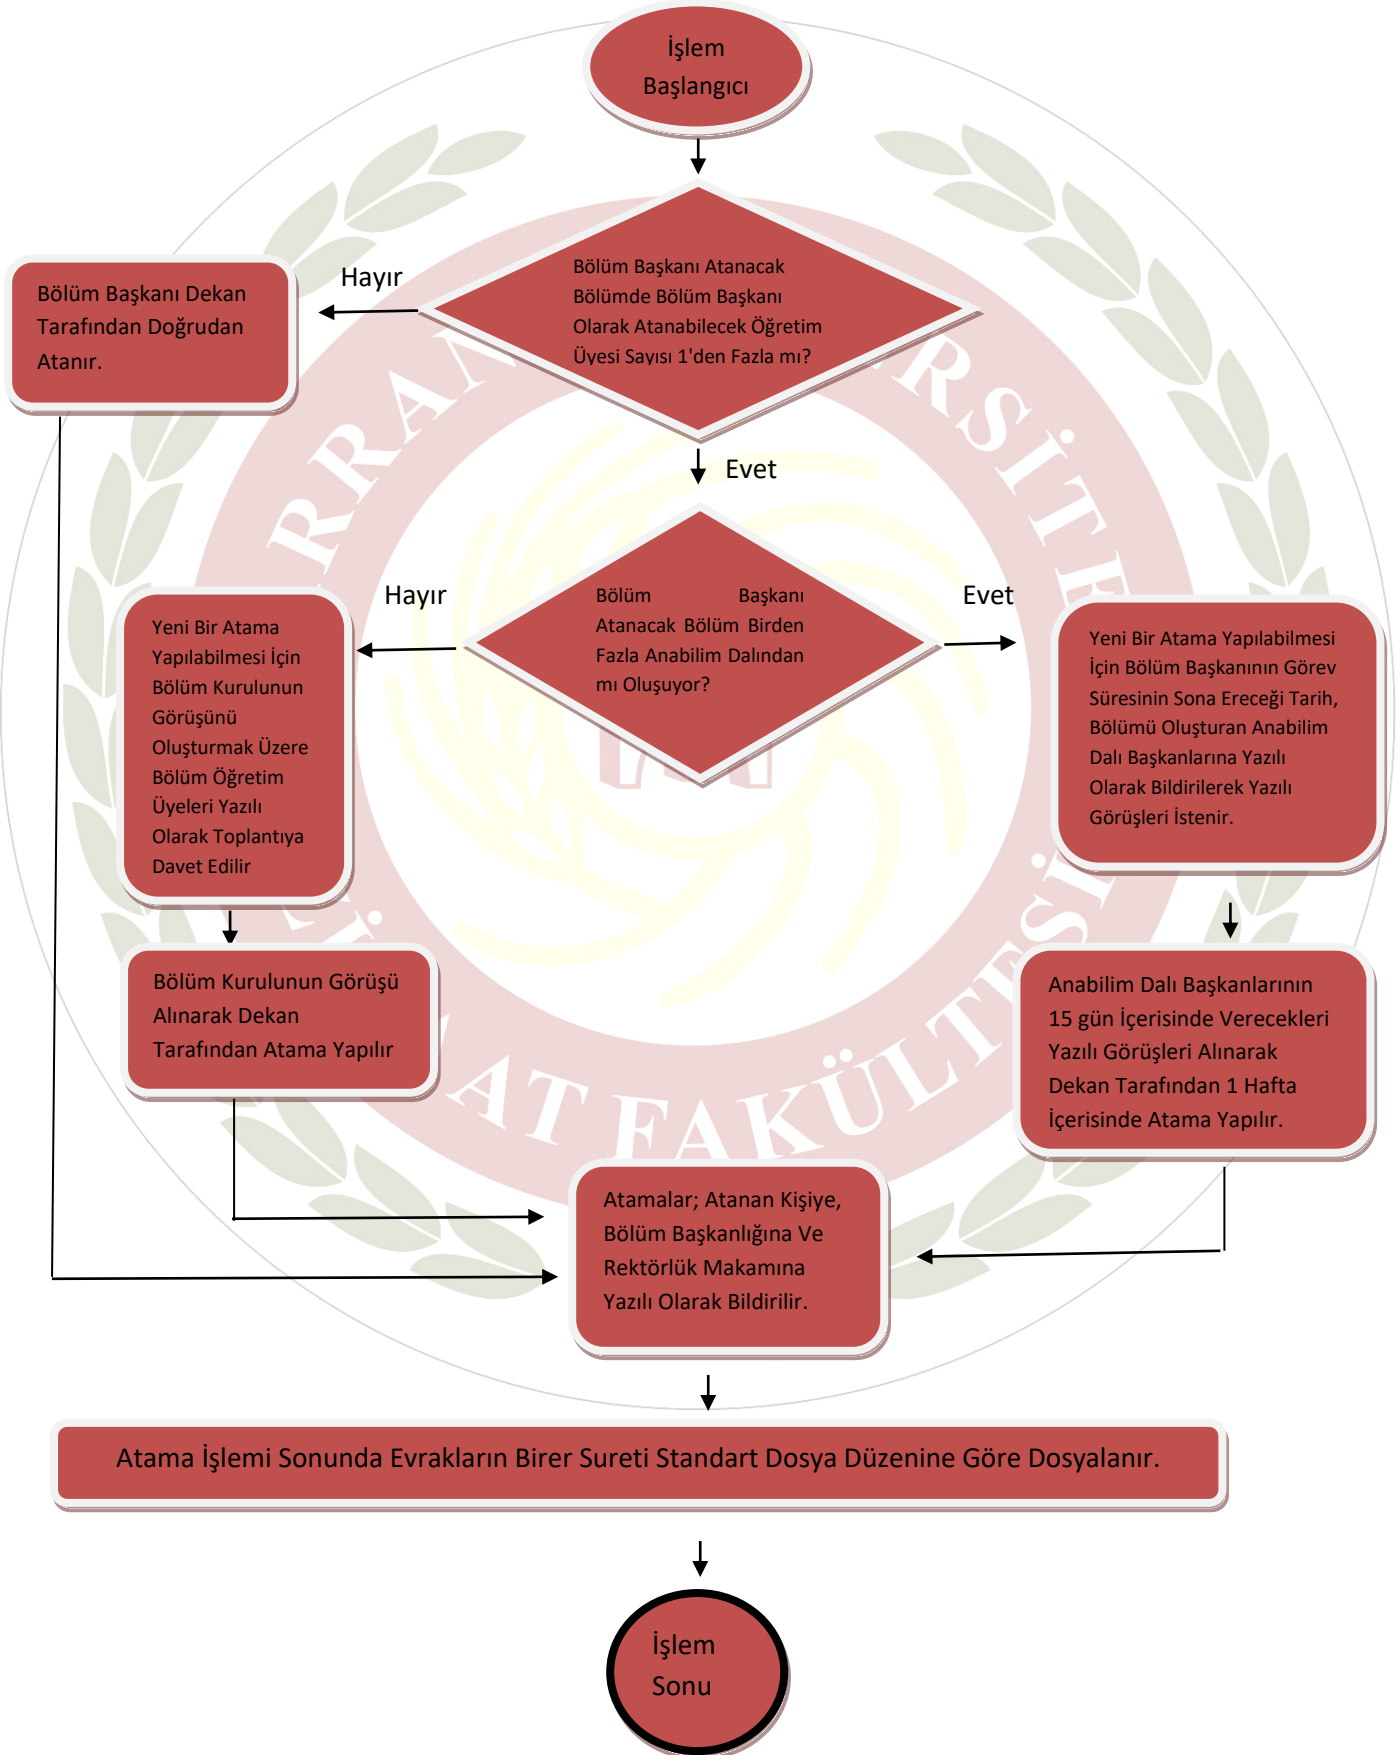 İşlem
Başlangıcı
Bölüm Başkanı Atanacak
Bölümde Bölüm Başkanı
Olarak Atanabilecek Öğretim
Üyesi Sayısı 1'den Fazla mı?
Hayır
Bölüm Başkanı Dekan
Tarafından Doğrudan
Atanır.
Evet
Bölüm Başkanı
Atanacak Bölüm Birden
Fazla Anabilim Dalından
mı Oluşuyor?
Hayır
Evet
Yeni Bir Atama
Yapılabilmesi İçin
Bölüm Kurulunun
Görüşünü
Oluşturmak Üzere
Bölüm Öğretim
Üyeleri Yazılı
Olarak Toplantıya
Davet Edilir
Yeni Bir Atama Yapılabilmesi
İçin Bölüm Başkanının Görev
Süresinin Sona Ereceği Tarih,
Bölümü Oluşturan Anabilim
Dalı Başkanlarına Yazılı
Olarak Bildirilerek Yazılı
Görüşleri İstenir.
Bölüm Kurulunun Görüşü
Alınarak Dekan
Tarafından Atama Yapılır
Anabilim Dalı Başkanlarının
15 gün İçerisinde Verecekleri
Yazılı Görüşleri Alınarak
Dekan Tarafından 1 Hafta
İçerisinde Atama Yapılır.
Atamalar; Atanan Kişiye,
Bölüm Başkanlığına Ve
Rektörlük Makamına
Yazılı Olarak Bildirilir.
Atama İşlemi Sonunda Evrakların Birer Sureti Standart Dosya Düzenine Göre Dosyalanır.
İşlem
Sonu
FAKÜLTESİ